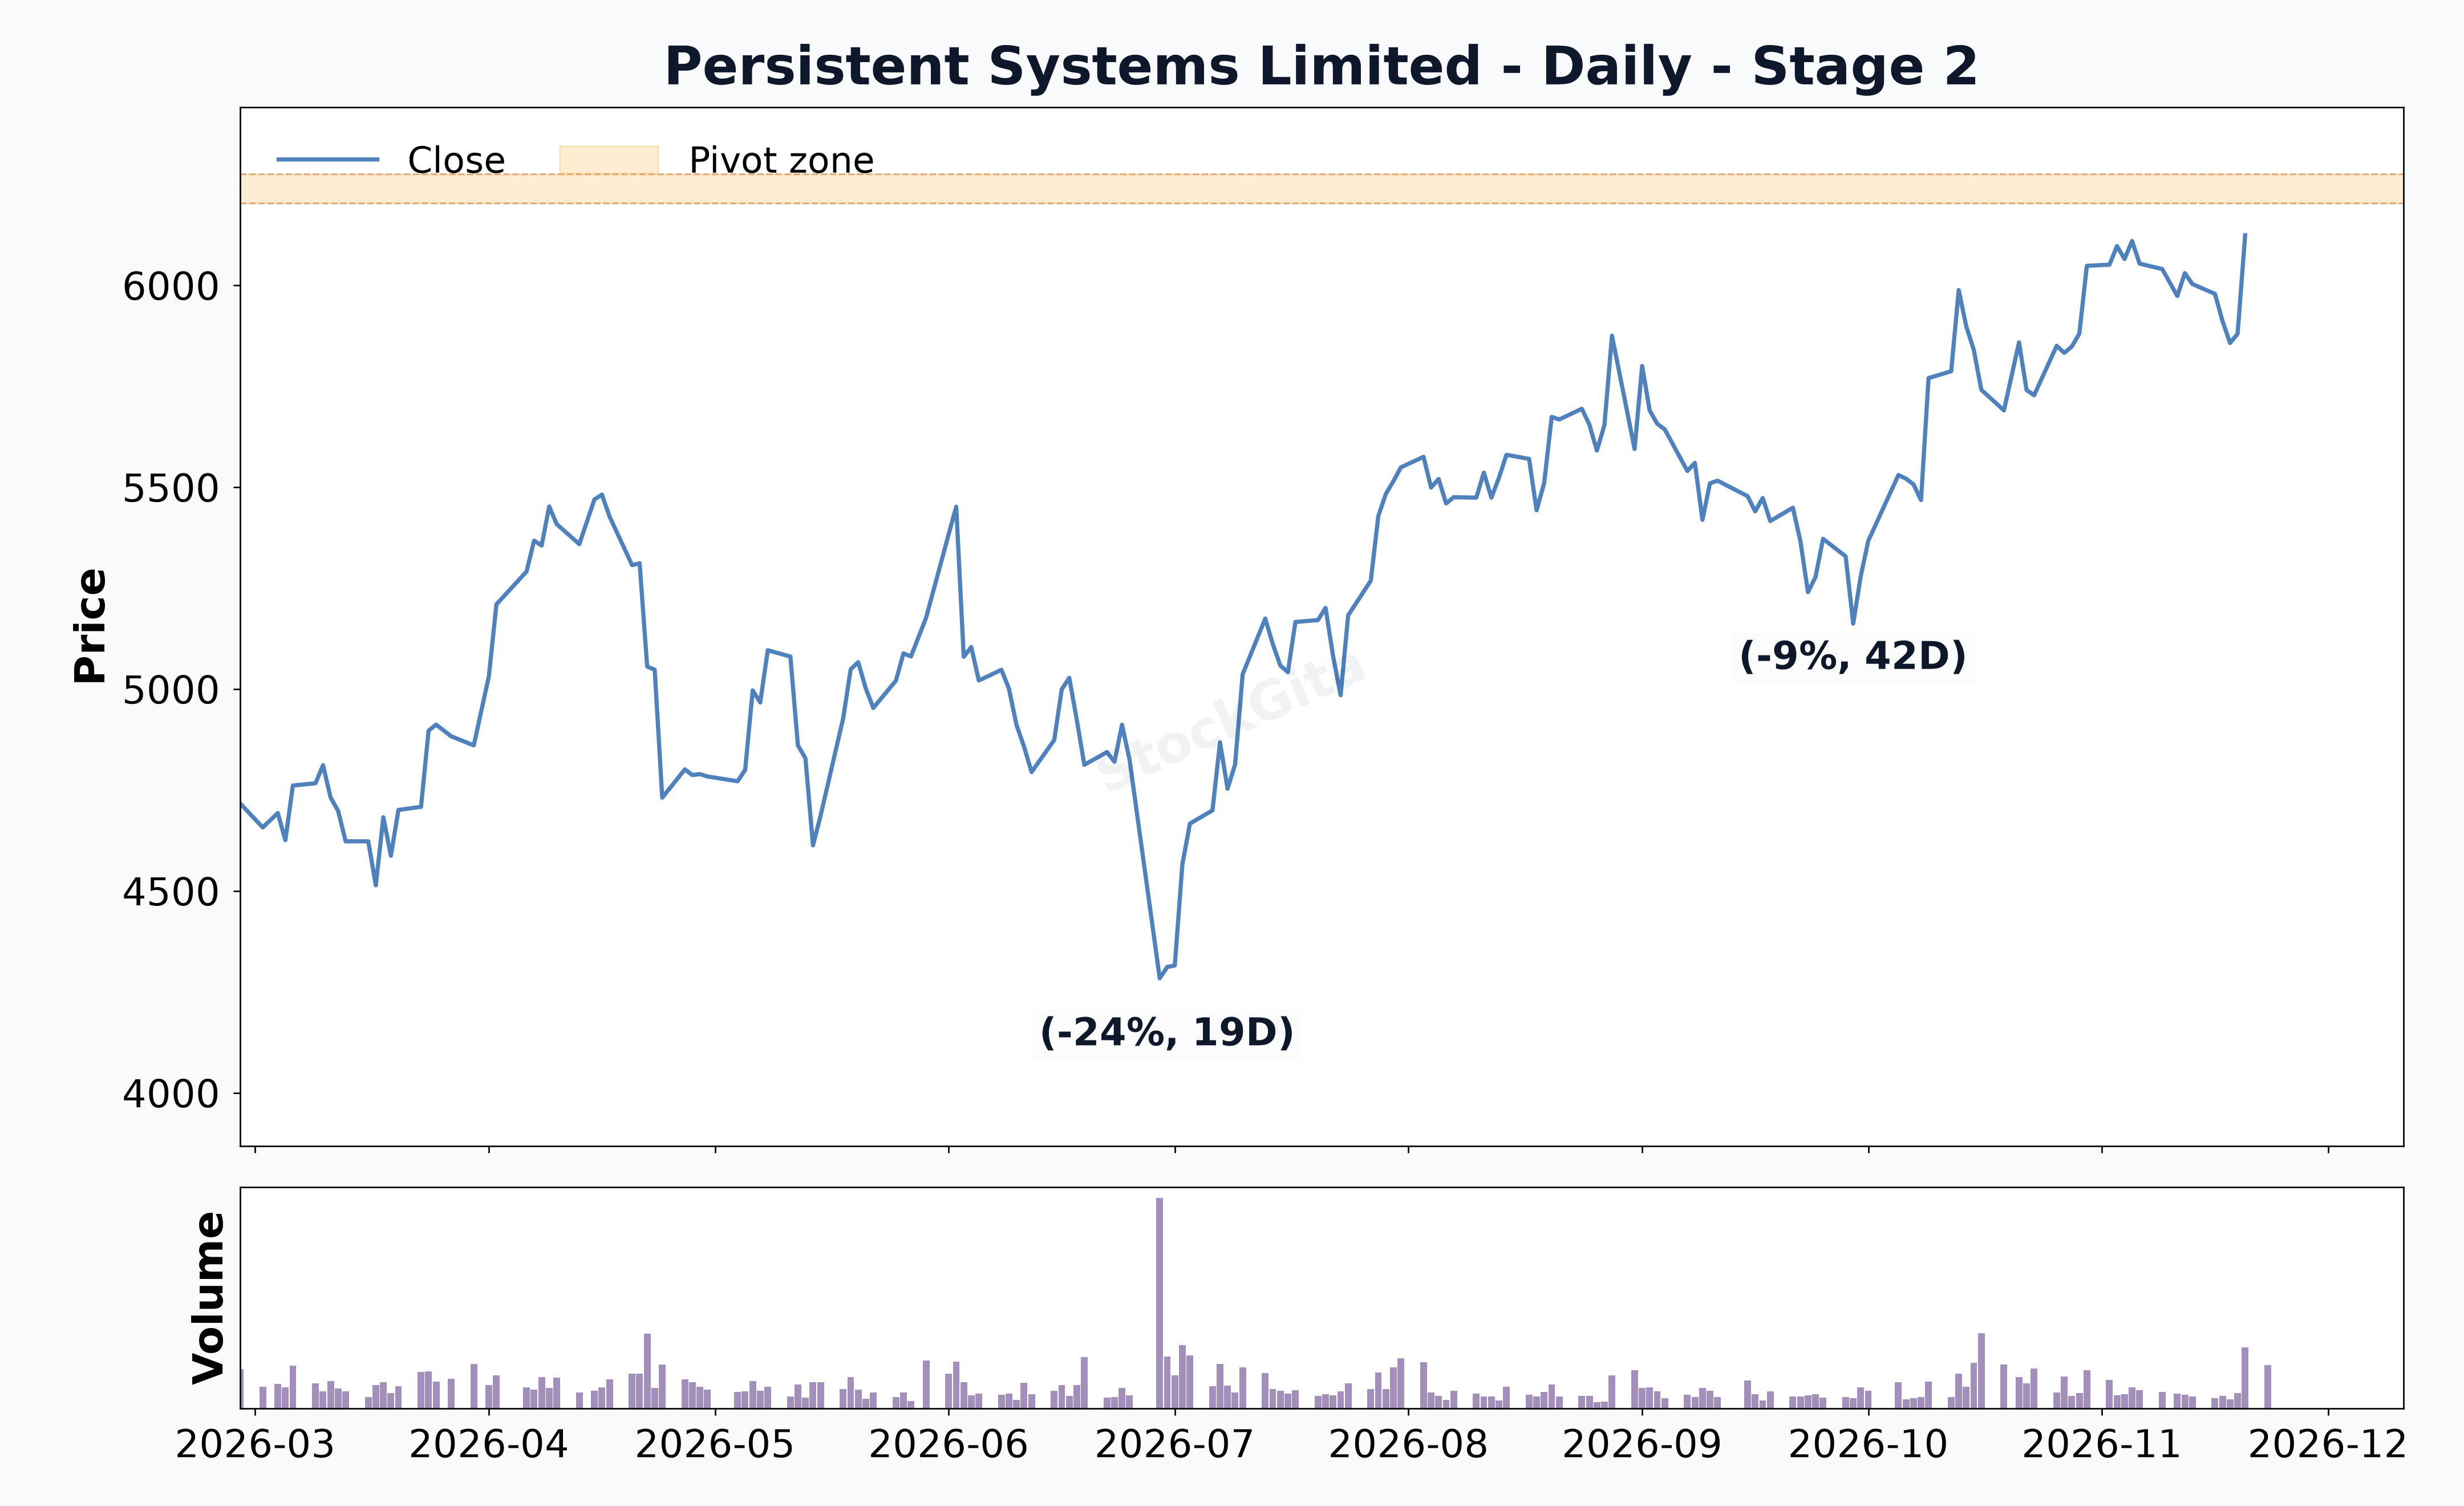 Persistent Systems Limited - Daily - Stage 2
Close
Pivot zone
Price
6000
5500
5000
4500
4000
StockGita
(-9%, 42D)
(-24%, 19D)
Volume
2026-03
2026-04
2026-05
2026-06
2026-07
2026-08
2026-09
2026-10
2026-11
2026-12